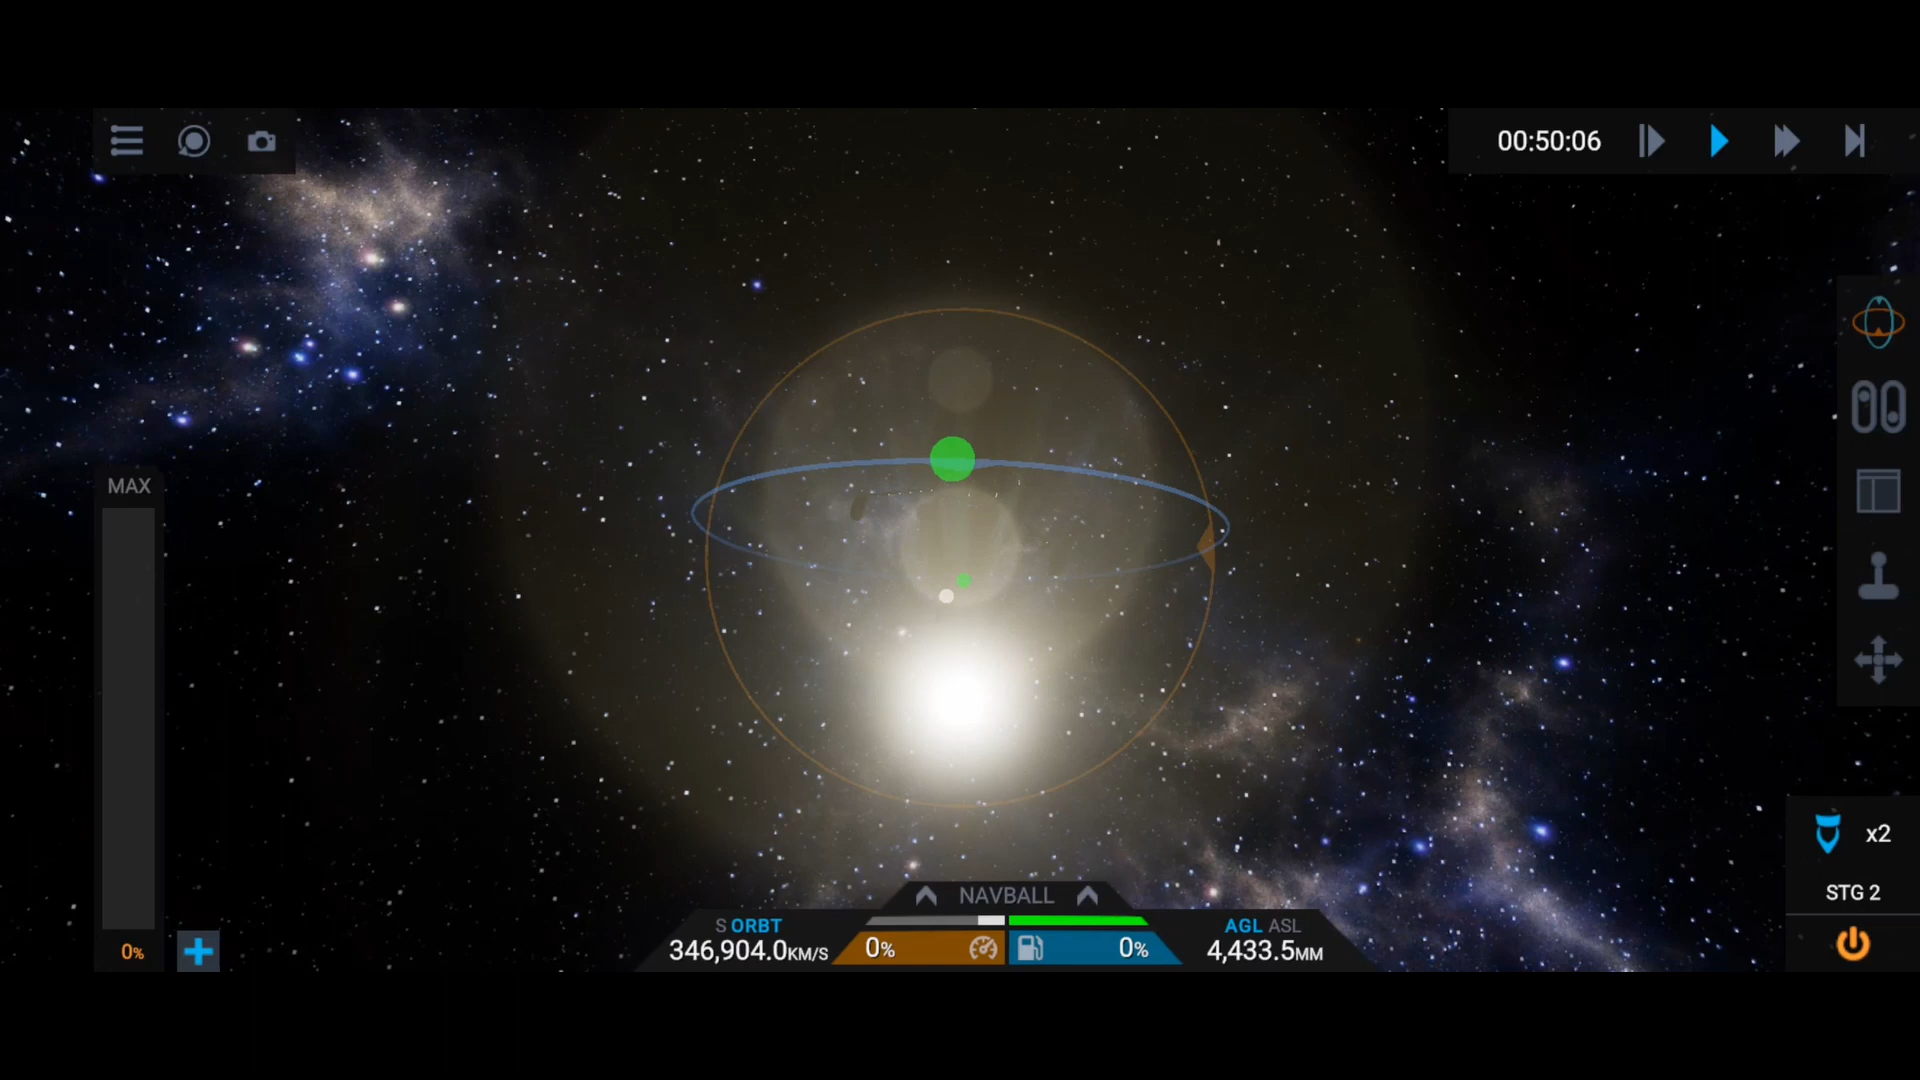 00:50:06
MAX
0%
NAVBALL
S ORBT
346,904.0KM/S
0%
0%
AGL ASL
4,433.5MM
x2
STG 2